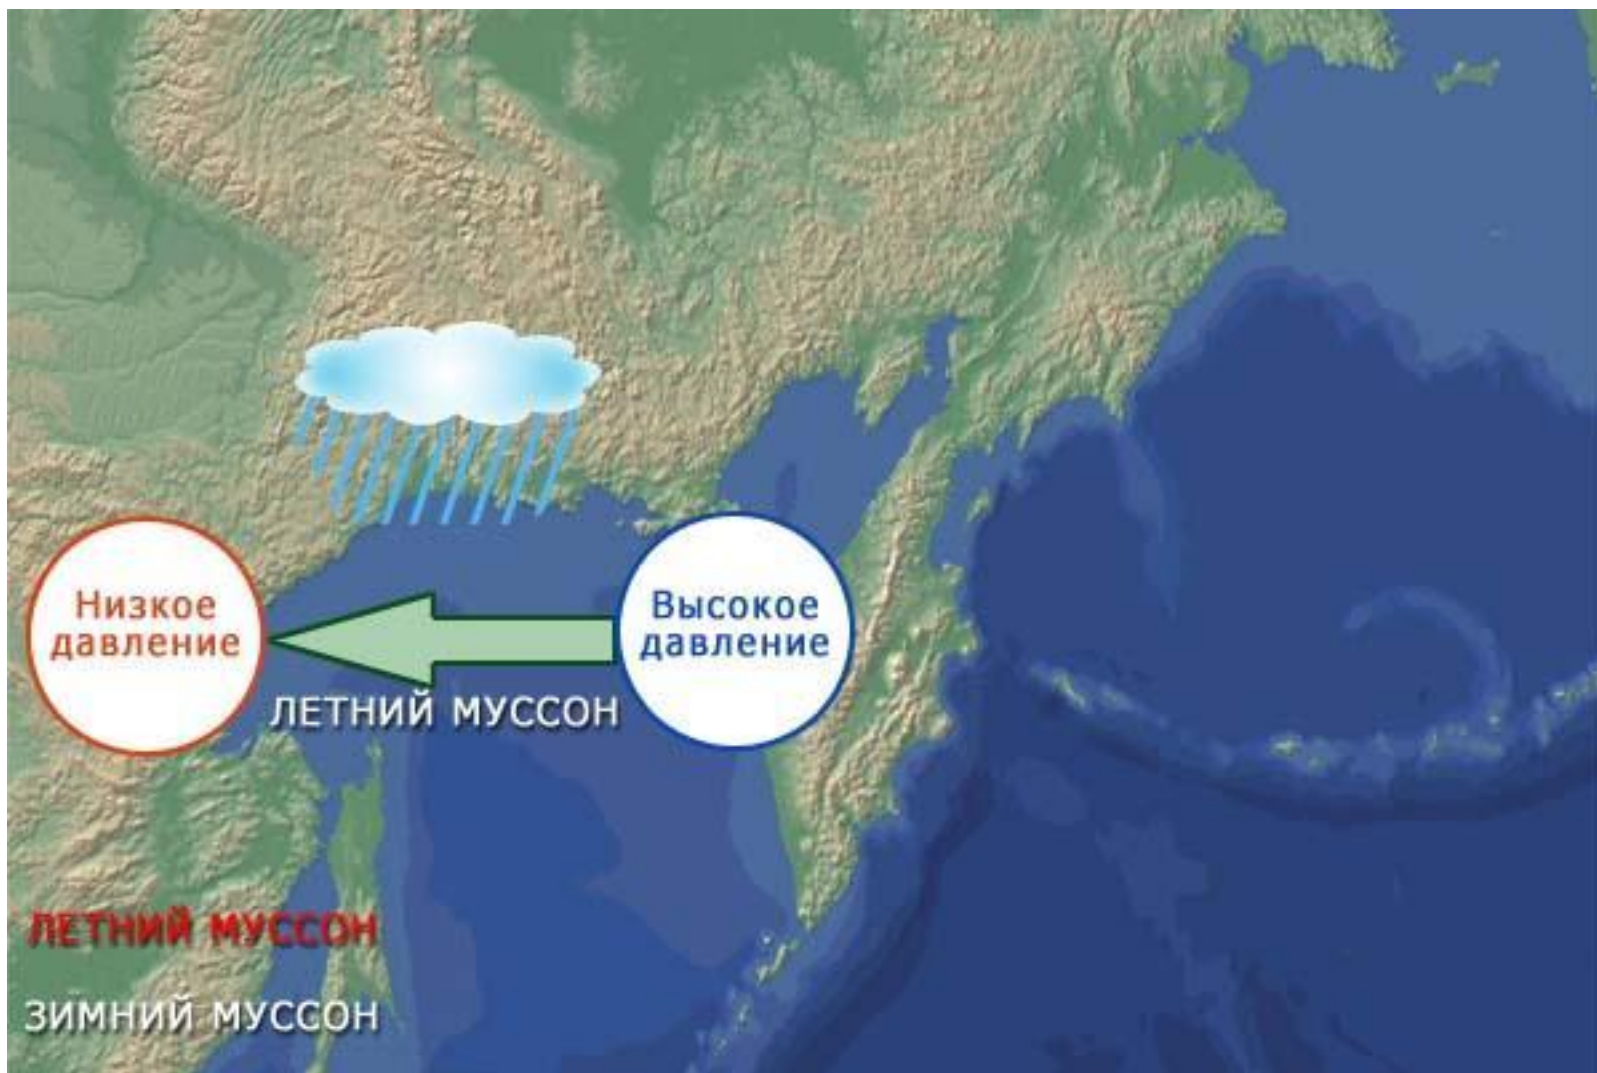 Низкое
давление
Высокое
давление
ЛЕТНИЙ МУССОН
ЛЕТНИЙ МУССОН
ЗИМНИЙ МУССОН